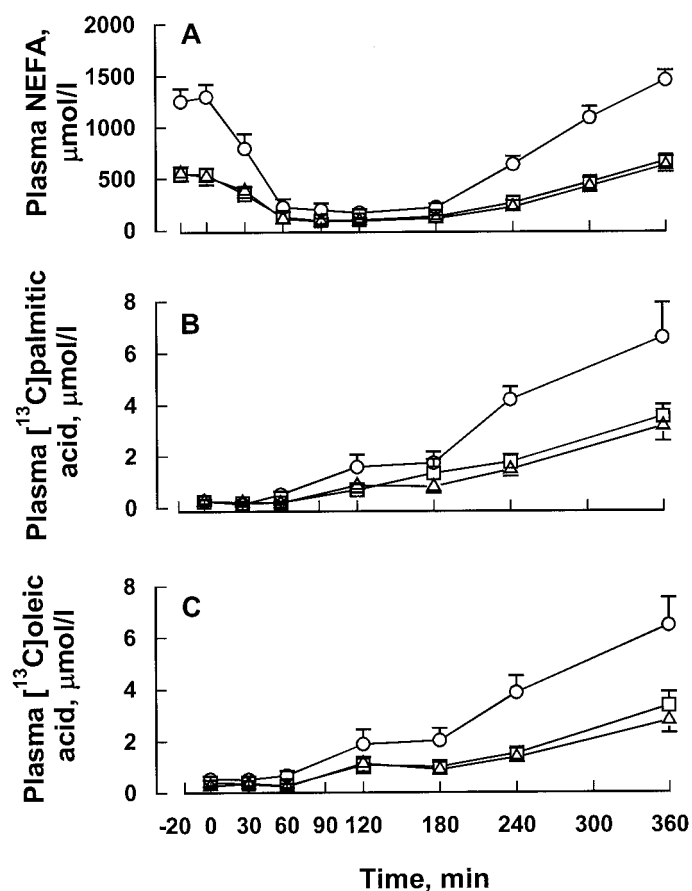 A
Plasma NEFA,
µmol/l
2000
1500
1000
500
0
B
Plasma [¹³C]palmitic
acid, µmol/l
8
6
4
2
0
C
Plasma [¹³C]oleic
acid, µmol/l
8
6
4
2
0
-20 0 30 60 90 120 180 240 300 360
Time, min